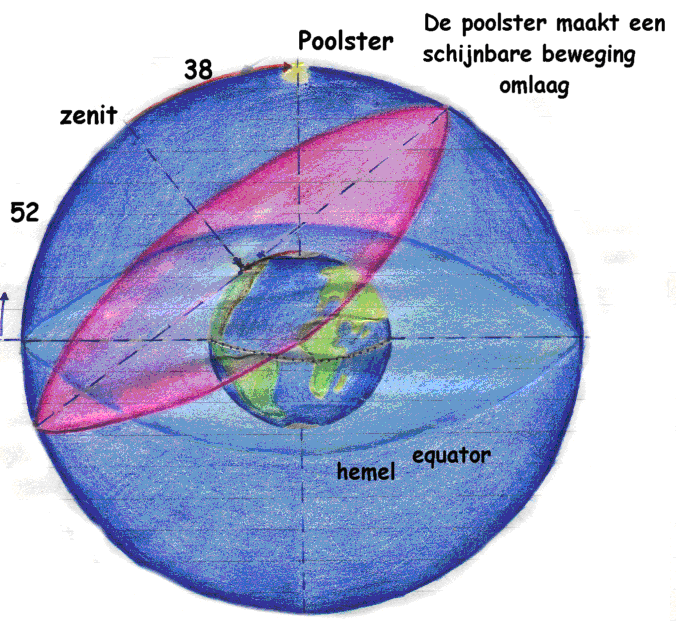 De poolster maakt een
schijnbare beweging
omlaag
Poolster
38
zenit
52
equator
hemel